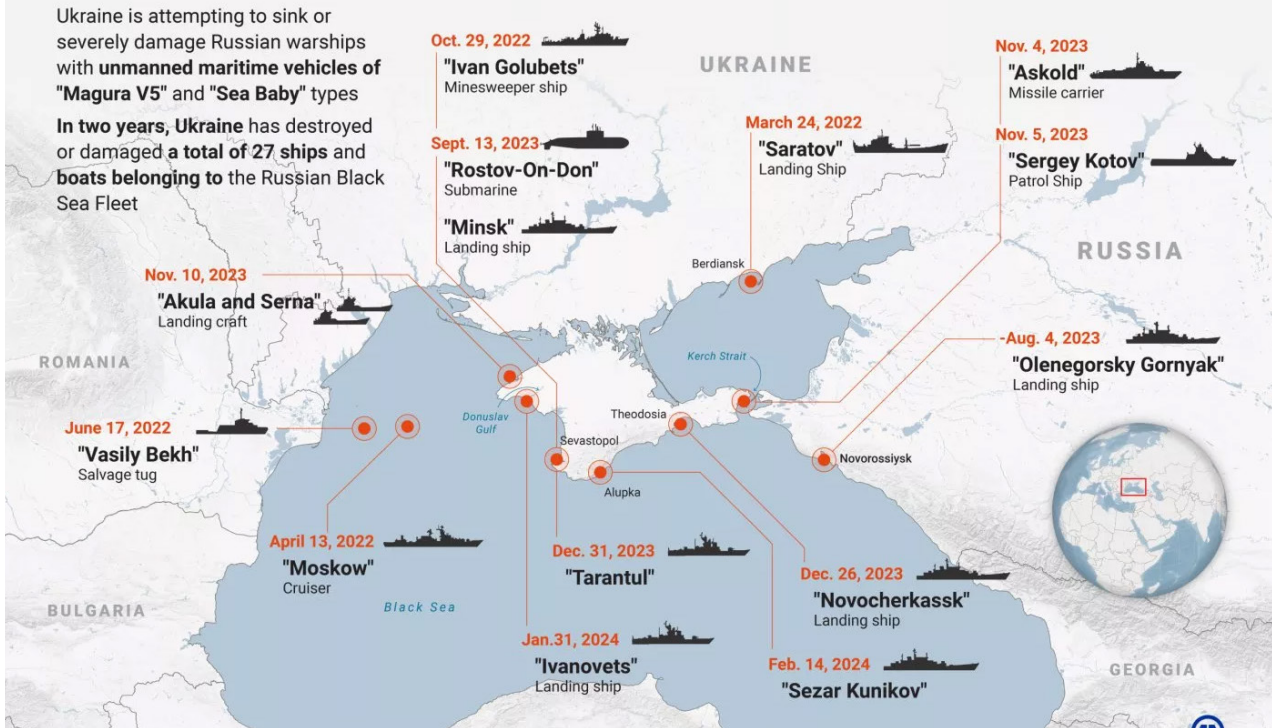 Ukraine is attempting to sink or
severely damage Russian warships
with unmanned maritime vehicles of
"Magura V5" and "Sea Baby" types
In two years, Ukraine has destroyed
or damaged a total of 27 ships and
boats belonging to the Russian Black
Sea Fleet
Oct. 29, 2022
"Ivan Golubets"
Minesweeper ship
Sept. 13, 2023
"Rostov-On-Don"
Submarine
"Minsk"
Landing ship
UKRAINE
March 24, 2022
"Saratov"
Landing Ship
Nov. 4, 2023
"Askold"
Missile carrier
Nov. 5, 2023
"Sergey Kotov"
Patrol Ship
RUSSIA
Berdiansk
Nov. 10, 2023
"Akula and Serna"
Landing craft
ROMANIA
-Aug. 4, 2023
"Olenegorsky Gornyak"
Landing ship
Kerch Strait
Donuslav
Gulf
Theodosia
Sevastopol
Alupka
Novorossiysk
June 17, 2022
"Vasily Bekh"
Salvage tug
April 13, 2022
"Moskow"
Cruiser
Black Sea
BULGARIA
Dec. 31, 2023
"Tarantul"
Dec. 26, 2023
"Novocherkassk"
Landing ship
Jan.31, 2024
"Ivanovets"
Landing ship
Feb. 14, 2024
"Sezar Kunikov"
GEORGIA